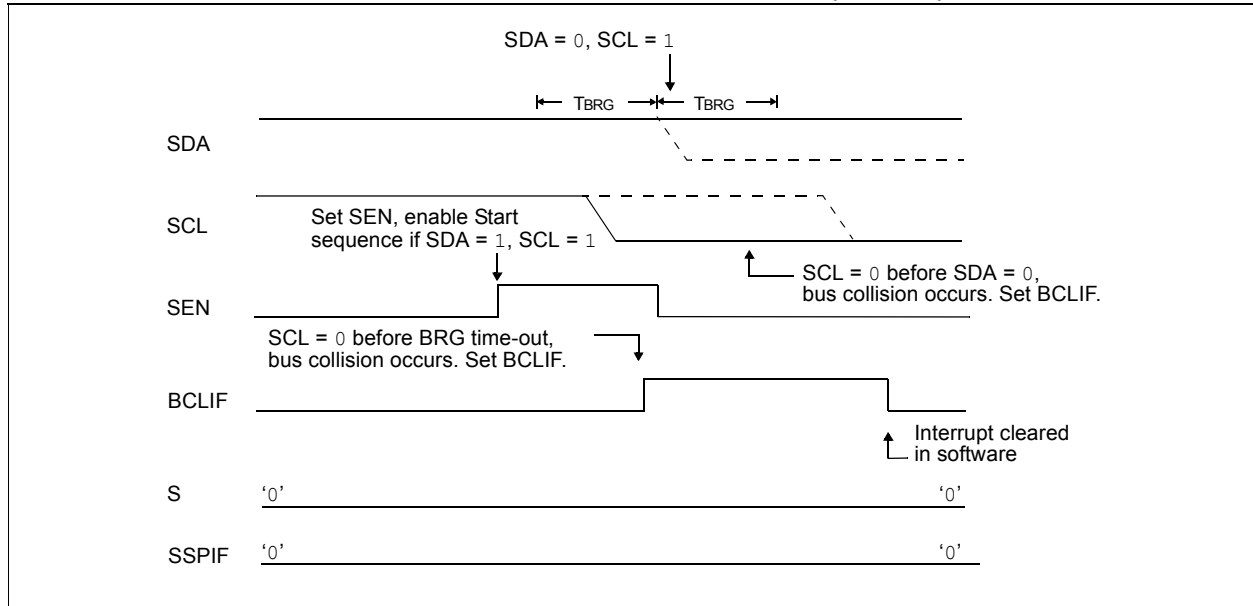 SDA = 0, SCL = 1
TBRG TBRG
SDA
SCL
Set SEN, enable Start
sequence if SDA = 1, SCL = 1
SCL = 0 before SDA = 0,
bus collision occurs. Set BCLIF.
SEN
SCL = 0 before BRG time-out,
bus collision occurs. Set BCLIF.
BCLIF
Interrupt cleared
in software
S ‘0’ ‘0’
SSPIF ‘0’ ‘0’